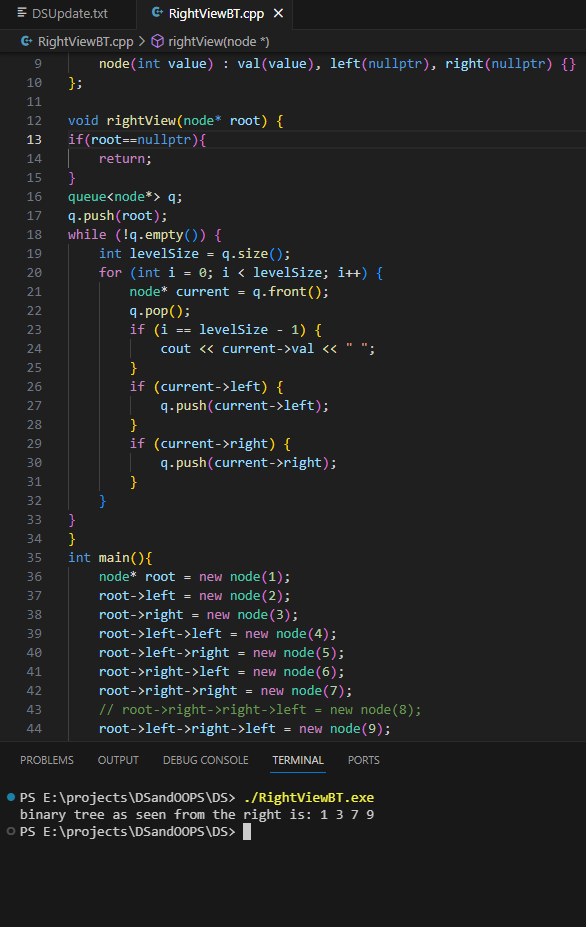 DSUpdate.txt RightViewBT.cpp
RightViewBT.cpp > rightView(node *)
9 node(int value) : val(value), left(nullptr), right(nullptr) {}
10 };
11
12 void rightView(node* root) {
13 if(root==nullptr){
14 return;
15 }
16 queue<node*> q;
17 q.push(root);
18 while (!q.empty()) {
19 int levelSize = q.size();
20 for (int i = 0; i < levelSize; i++) {
21 node* current = q.front();
22 q.pop();
23 if (i == levelSize - 1) {
24 cout << current->val << " ";
25 }
26 if (current->left) {
27 q.push(current->left);
28 }
29 if (current->right) {
30 q.push(current->right);
31 }
32 }
33 }
34 }
35 int main(){
36 node* root = new node(1);
37 root->left = new node(2);
38 root->right = new node(3);
39 root->left->left = new node(4);
40 root->left->right = new node(5);
41 root->right->left = new node(6);
42 root->right->right = new node(7);
43 // root->right->right->left = new node(8);
44 root->left->right->left = new node(9);
PROBLEMS OUTPUT DEBUG CONSOLE TERMINAL PORTS
PS E:\projects\DSandOOPS\DS> ./RightViewBT.exe
binary tree as seen from the right is: 1 3 7 9
PS E:\projects\DSandOOPS\DS>